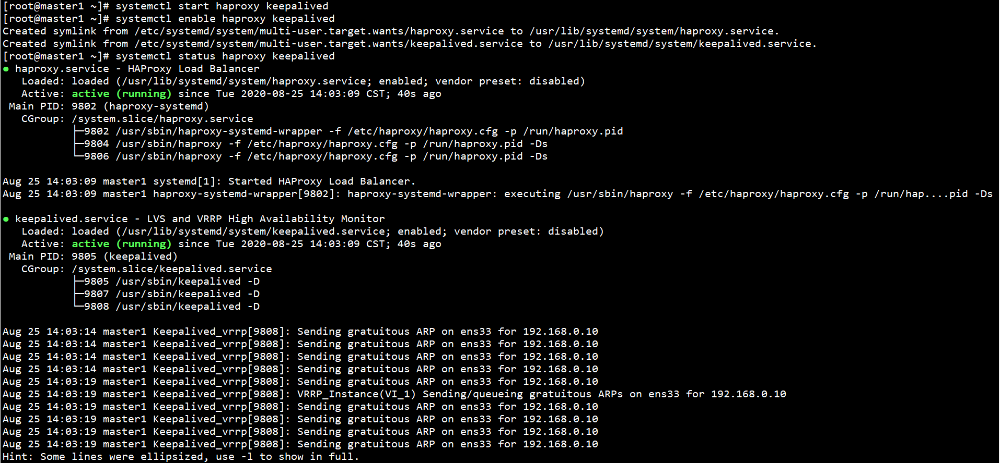 [root@master1 ~]# systemctl start haproxy keepalived
[root@master1 ~]# systemctl enable haproxy keepalived
Created symlink from /etc/systemd/system/multi-user.target.wants/haproxy.service to /usr/lib/systemd/system/haproxy.service.
Created symlink from /etc/systemd/system/multi-user.target.wants/keepalived.service to /usr/lib/systemd/system/keepalived.service.
[root@master1 ~]# systemctl status haproxy keepalived
● haproxy.service - HAProxy Load Balancer
   Loaded: loaded (/usr/lib/systemd/system/haproxy.service; enabled; vendor preset: disabled)
   Active: active (running) since Tue 2020-08-25 14:03:09 CST; 40s ago
 Main PID: 9802 (haproxy-systemd)
   CGroup: /system.slice/haproxy.service
           ├─9802 /usr/sbin/haproxy-systemd-wrapper -f /etc/haproxy/haproxy.cfg -p /run/haproxy.pid
           ├─9804 /usr/sbin/haproxy -f /etc/haproxy/haproxy.cfg -p /run/haproxy.pid -Ds
           └─9806 /usr/sbin/haproxy -f /etc/haproxy/haproxy.cfg -p /run/haproxy.pid -Ds

Aug 25 14:03:09 master1 systemd[1]: Started HAProxy Load Balancer.
Aug 25 14:03:09 master1 haproxy-systemd-wrapper[9802]: haproxy-systemd-wrapper: executing /usr/sbin/haproxy -f /etc/haproxy/haproxy.cfg -p /run/hap....pid -Ds

● keepalived.service - LVS and VRRP High Availability Monitor
   Loaded: loaded (/usr/lib/systemd/system/keepalived.service; enabled; vendor preset: disabled)
   Active: active (running) since Tue 2020-08-25 14:03:09 CST; 40s ago
 Main PID: 9805 (keepalived)
   CGroup: /system.slice/keepalived.service
           ├─9805 /usr/sbin/keepalived -D
           ├─9807 /usr/sbin/keepalived -D
           └─9808 /usr/sbin/keepalived -D

Aug 25 14:03:14 master1 Keepalived_vrrp[9808]: Sending gratuitous ARP on ens33 for 192.168.0.10
Aug 25 14:03:14 master1 Keepalived_vrrp[9808]: Sending gratuitous ARP on ens33 for 192.168.0.10
Aug 25 14:03:14 master1 Keepalived_vrrp[9808]: Sending gratuitous ARP on ens33 for 192.168.0.10
Aug 25 14:03:14 master1 Keepalived_vrrp[9808]: Sending gratuitous ARP on ens33 for 192.168.0.10
Aug 25 14:03:19 master1 Keepalived_vrrp[9808]: Sending gratuitous ARP on ens33 for 192.168.0.10
Aug 25 14:03:19 master1 Keepalived_vrrp[9808]: VRRP_Instance(VI_1) Sending/queueing gratuitous ARPs on ens33 for 192.168.0.10
Aug 25 14:03:19 master1 Keepalived_vrrp[9808]: Sending gratuitous ARP on ens33 for 192.168.0.10
Aug 25 14:03:19 master1 Keepalived_vrrp[9808]: Sending gratuitous ARP on ens33 for 192.168.0.10
Aug 25 14:03:19 master1 Keepalived_vrrp[9808]: Sending gratuitous ARP on ens33 for 192.168.0.10
Aug 25 14:03:19 master1 Keepalived_vrrp[9808]: Sending gratuitous ARP on ens33 for 192.168.0.10
Hint: Some lines were ellipsized, use -l to show in full.